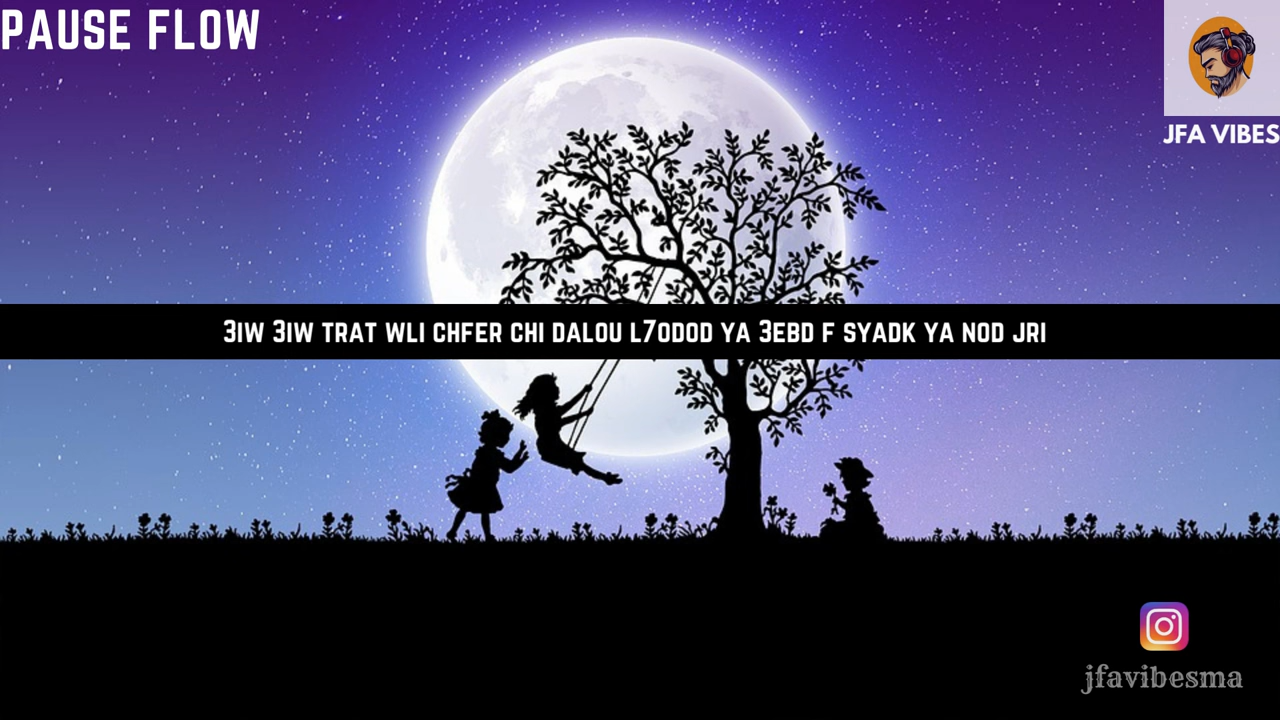 PAUSE FLOW
JFA VIBES
3IW 3IW TRAT WLI CHFER CHI DALOU L7ODOD YA 3EBD F SYADK YA NOD JRI
jfavibesma